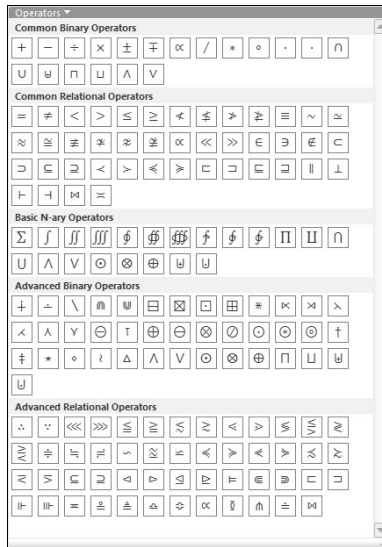 Operators
Common Binary Operators
+ − ÷ × ± ∓ ∝ / * ∘ · · ∩
∪ ⊎ ⊓ ⊔ ∧ ∨
Common Relational Operators
= ≠ < > ≤ ≥ ≮ ≰ ≯ ≱ ≡ ∼ ≃
≈ ≅ ≢ ≄ ≉ ≇ ∝ ≪ ≫ ∈ ∋ ∉ ⊂
⊃ ⊆ ⊇ ≺ ≻ ≼ ≽ ⊏ ⊐ ⊑ ⊒ ∥ ⊥
⊢ ⊣ ⋈ ≍
Basic N-ary Operators
∑ ∫ ∬ ∭ ∮ ∯ ∰ ∱ ∲ ∳ ∏ ∐ ⋂
⋃ ⋀ ⋁ ⨀ ⨂ ⨁ ⨄ ⨃
Advanced Binary Operators
∔ ∸ ∖ ⋒ ⋓ ⊟ ⊠ ⊡ ⊞ ⋇ ⋉ ⋊ ⋋
⋌ ⋏ ⋎ ⊝ ⊺ ⊕ ⊖ ⊗ ⊘ ⊙ ⊛ ⊚ †
‡ ⋆ ⋄ ≀ △ ⋀ ⋁ ⨀ ⨂ ⨁ ⨅ ⨆ ⨄
⨃
Advanced Relational Operators
∴ ∵ ⋘ ⋙ ≦ ≧ ≲ ≳ ⋖ ⋗ ≶ ⋚ ≷
⋛ ≑ ≒ ≓ ∽ ≊ ⋍ ≼ ≽ ⋞ ⋟ ≾ ≿
⋜ ⋝ ⊆ ⊇ ⊲ ⊳ ⊴ ⊵ ⊨ ⋐ ⋑ ⊏ ⊐
⊩ ⊪ ≖ ≗ ≜ ≏ ≎ ∝ ≬ ⋔ ≐ ⋈